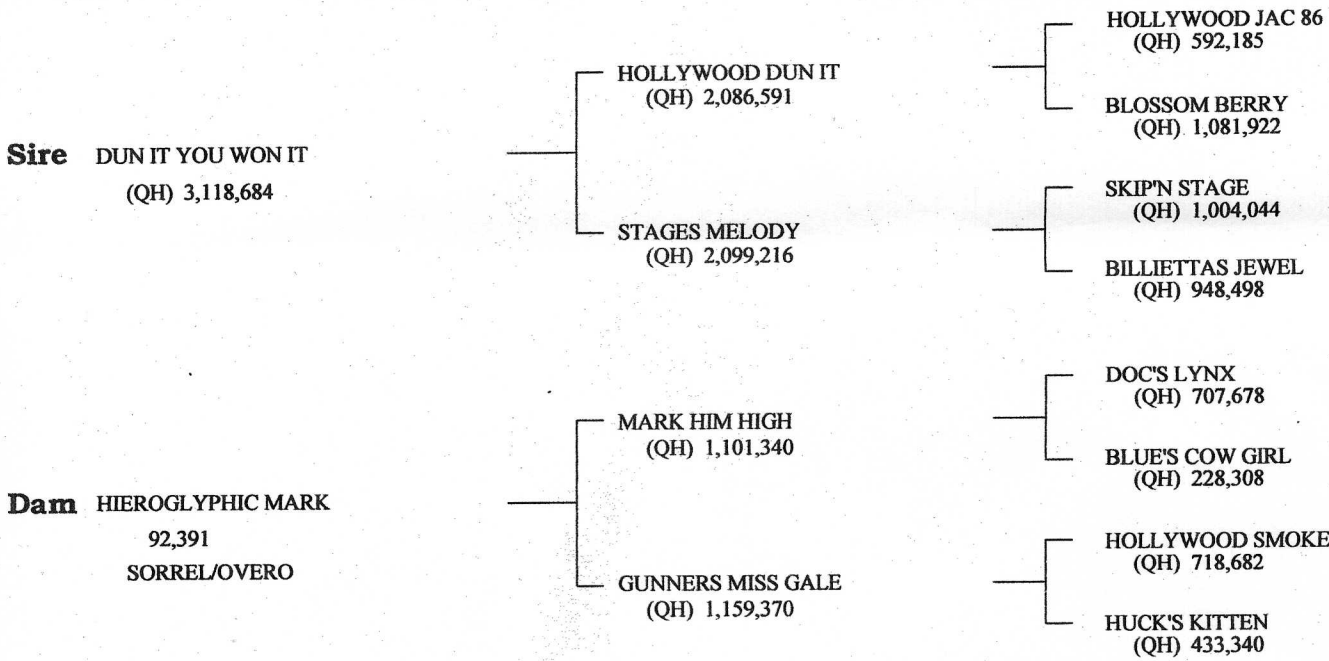 HOLLYWOOD JAC 86
(QH) 592,185
HOLLYWOOD DUN IT
(QH) 2,086,591
BLOSSOM BERRY
(QH) 1,081,922
Sire DUN IT YOU WON IT
(QH) 3,118,684
SKIP'N STAGE
(QH) 1,004,044
STAGES MELODY
(QH) 2,099,216
BILLIETTAS JEWEL
(QH) 948,498
DOC'S LYNX
(QH) 707,678
MARK HIM HIGH
(QH) 1,101,340
BLUE'S COW GIRL
(QH) 228,308
Dam HIEROGLYPHIC MARK
92,391
SORREL/OVERO
HOLLYWOOD SMOKE
(QH) 718,682
GUNNERS MISS GALE
(QH) 1,159,370
HUCK'S KITTEN
(QH) 433,340